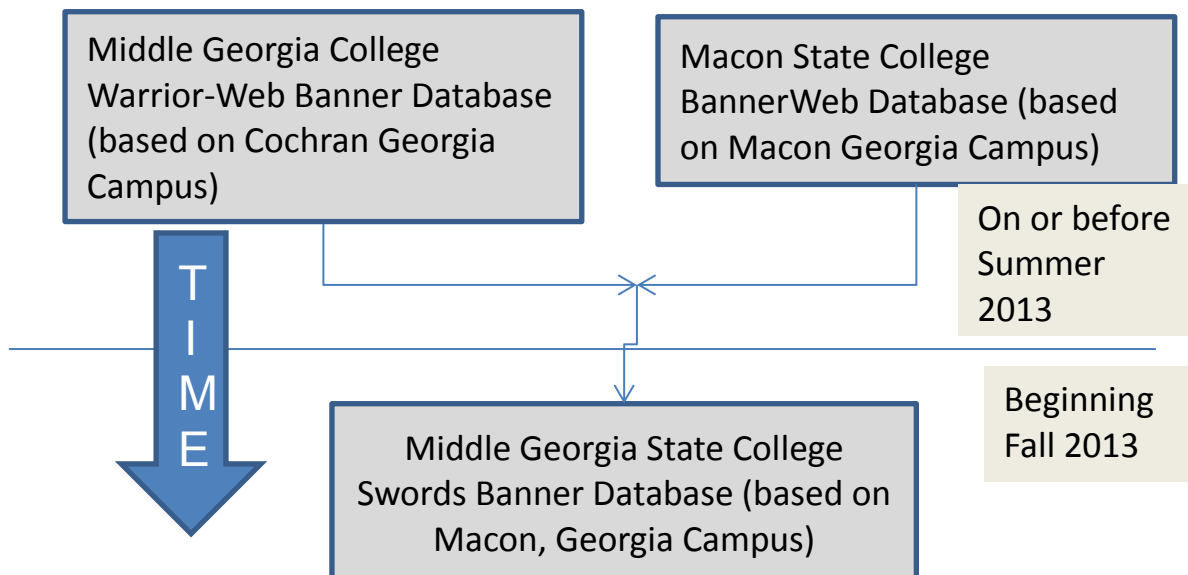 Middle Georgia College
Warrior-Web Banner Database
(based on Cochran Georgia
Campus)
Macon State College
BannerWeb Database (based
on Macon Georgia Campus)
On or before
Summer
2013
T
I
M
E
Beginning
Fall 2013
Middle Georgia State College
Swords Banner Database (based on
Macon, Georgia Campus)